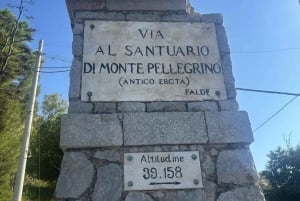 VIA
AL SANTUARIO
DI MONTE PELLEGRINO
(ANTICO ERCTA)
FALDE
Altitudine
39.158